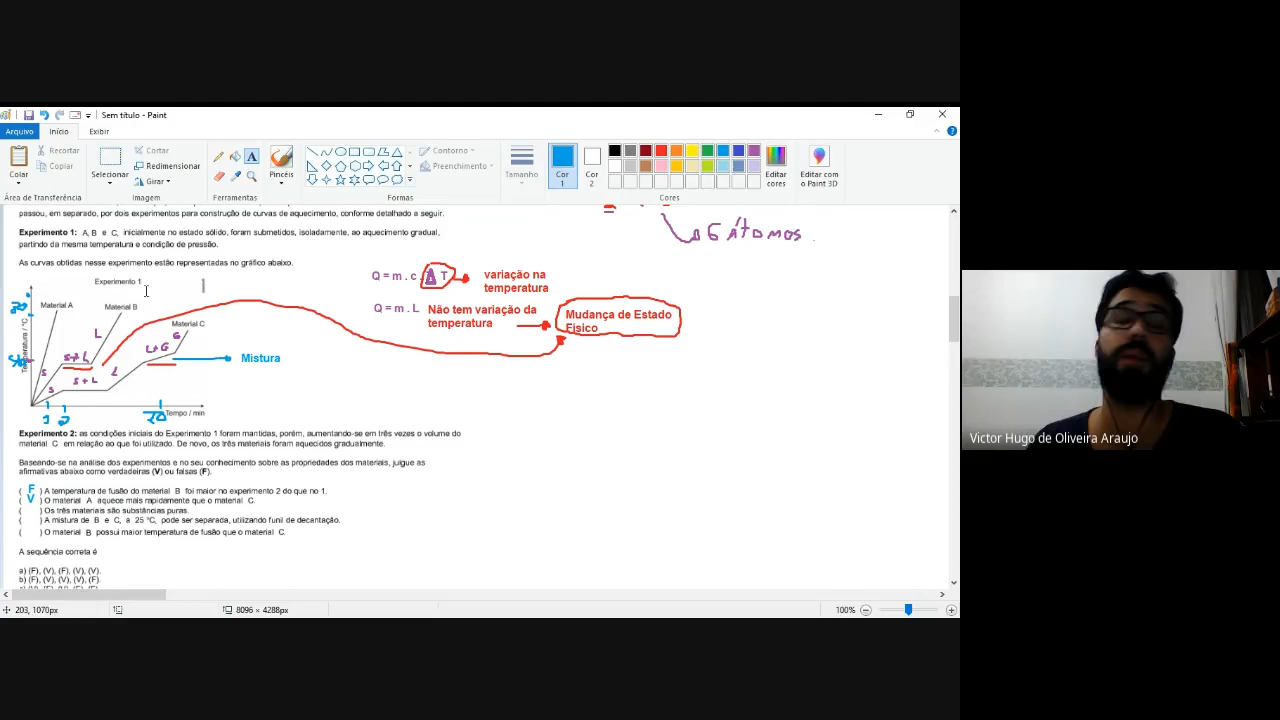 Sem título - Paint
Arquivo
Início
Exibir
Colar
Recortar
Copiar
Área de Transferência
Selecionar
Cortar
Redimensionar
Girar
Imagem
A
Ferramentas
Pincéis
Contorno
Preenchimento
Formas
Tamanho
Cor
1
Cor
2
Cores
Editar
cores
Editar com
o Paint 3D
passou, em separado, por dois experimentos para construção de curvas de aquecimento, conforme detalhado a seguir.
Experimento 1: A, B e C, inicialmente no estado sólido, foram submetidos, isoladamente, ao aquecimento gradual,
partindo da mesma temperatura e condição de pressão.
As curvas obtidas nesse experimento estão representadas no gráfico abaixo.
6 átomos
Experimento 1
Material A
Material B
Material C
Temperatura / °C
Tempo / min
S
S+L
L
S
S+L
L
L+G
G
1
2
20
Mistura
Q = m . c . Δ T
variação na
temperatura
Q = m . L
Não tem variação da
temperatura
Mudança de Estado
Físico
Experimento 2: as condições iniciais do Experimento 1 foram mantidas, porém, aumentando-se em três vezes o volume do
material C em relação ao que foi utilizado. De novo, os três materiais foram aquecidos gradualmente.
Baseando-se na análise dos experimentos e no seu conhecimento sobre as propriedades dos materiais, julgue as
afirmativas abaixo como verdadeiras (V) ou falsas (F).
( F ) A temperatura de fusão do material B foi maior no experimento 2 do que no 1.
( V ) O material A aquece mais rapidamente que o material C.
( ) Os três materiais são substâncias puras.
( ) A mistura de B e C, a 25 °C, pode ser separada, utilizando funil de decantação.
( ) O material B possui maior temperatura de fusão que o material C.
A sequência correta é
a) (F), (V), (F), (V), (V).
b) (F), (V), (V), (V), (F).
203, 1070px
8096 × 4288px
100%
Victor Hugo de Oliveira Araujo